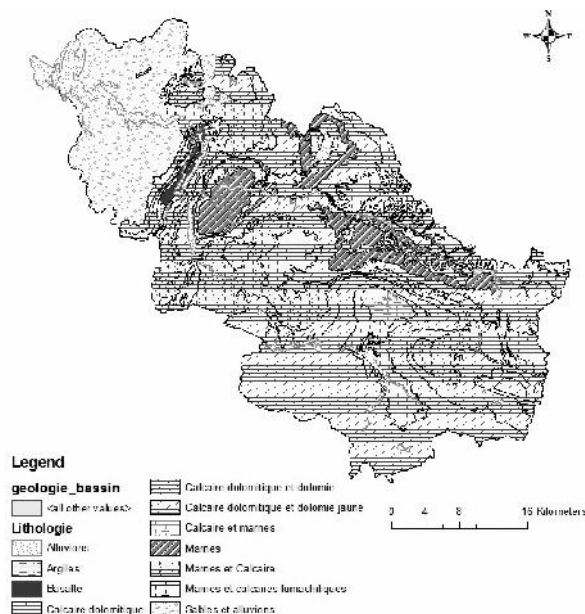 N
S
Legend
geologie_bassin
<all other values>
Lithologie
Alluvions
Argiles
Basalte
Calcaire dolomitique
Calcaire dolomitique et dolomie
Calcaire dolomitique et dolomie jaune
Calcaire et marnes
Marnes
Marnes et Calcaire
Marnes et calcaires lumachéliques
Sables et alluvions
0 4 8 16 Kilometers